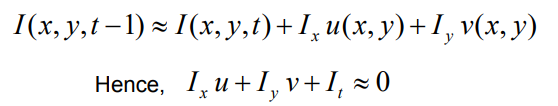 I(x, y, t − 1) ≈ I(x, y, t) + I_x u(x, y) + I_y v(x, y)
Hence, I_x u + I_y v + I_t ≈ 0